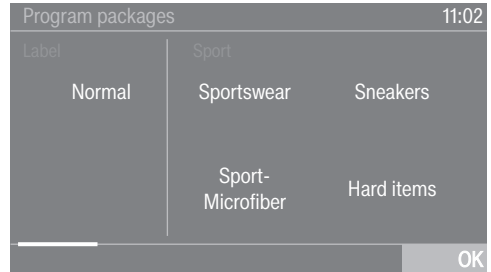 Program packages 11:02
Label Sport
Normal Sportswear Sneakers
Sport-
Microfiber Hard items
OK